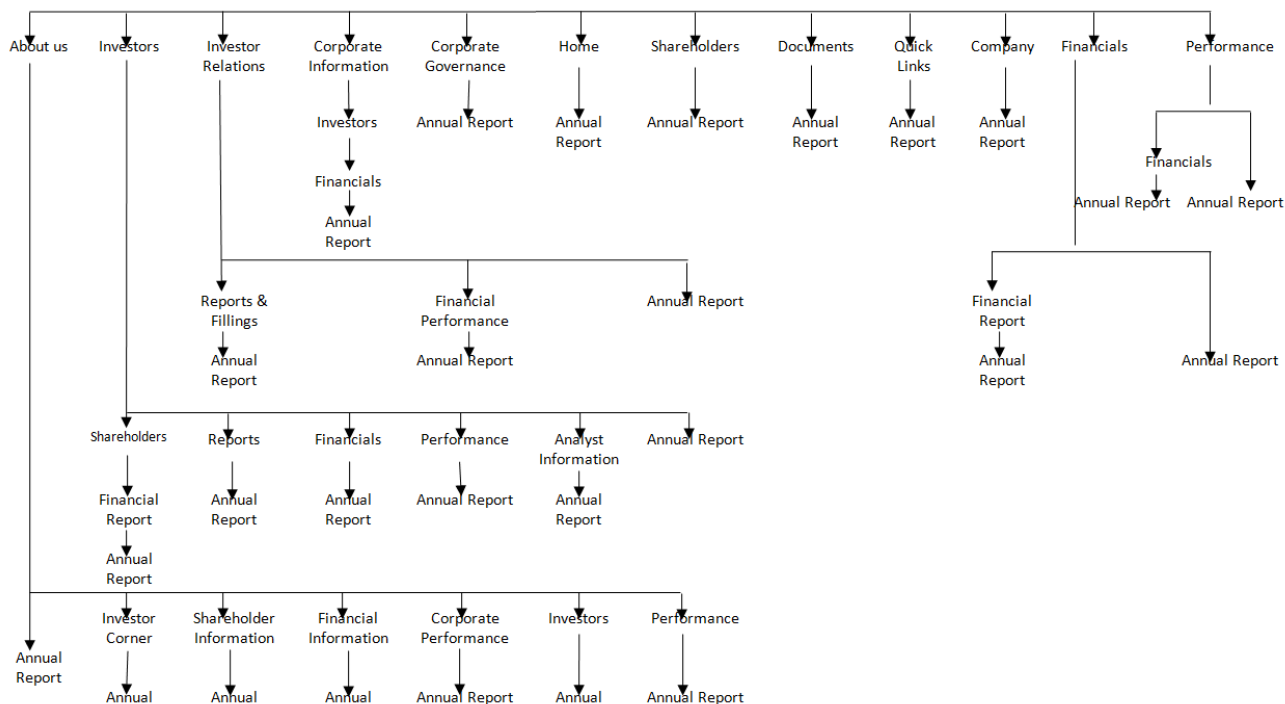 About us
Investors
Investor
Relations
Corporate
Information
Corporate
Governance
Home
Shareholders
Documents
Quick
Links
Company
Financials
Performance
Investors
Annual Report
Annual
Report
Annual Report
Annual
Report
Annual
Report
Annual
Report
Financials
Financials
Annual Report
Annual Report
Annual
Report
Reports &
Fillings
Financial
Performance
Annual Report
Financial
Report
Annual
Report
Annual Report
Annual
Report
Annual Report
Shareholders
Reports
Financials
Performance
Analyst
Information
Annual Report
Financial
Report
Annual
Report
Annual
Report
Annual Report
Annual
Report
Annual
Report
Investor
Corner
Shareholder
Information
Financial
Information
Corporate
Performance
Investors
Performance
Annual
Report
Annual
Annual
Annual
Annual Report
Annual
Annual Report